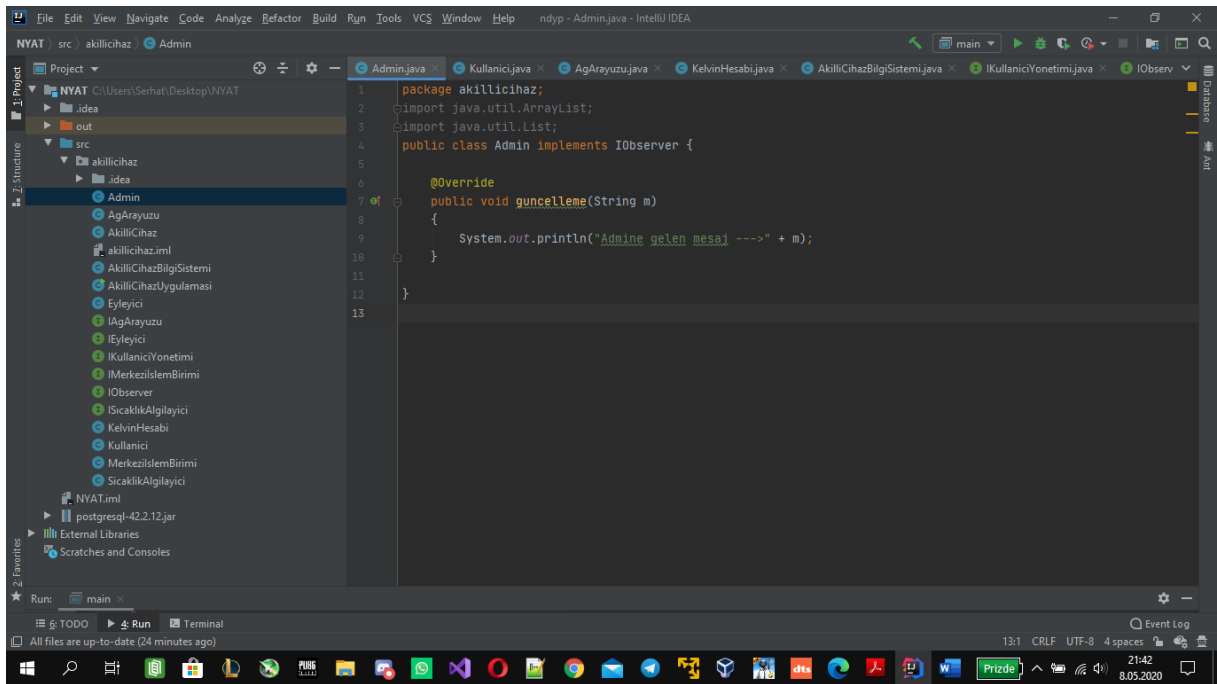 File Edit View Navigate Code Analyze Refactor Build Run Tools VCS Window Help ndyp - Admin.java - IntelliJ IDEA
NYAT src akillicihaz Admin
main
1: Project
Project
Admin.java Kullanici.java AgArayuzu.java KelvinHesabi.java AkilliCihazBilgiSistemi.java IKullaniciYonetimi.java IObserv
NYAT C:\Users\Serhat\Desktop\NYAT
.idea
out
src
akillicihaz
.idea
Admin
AgArayuzu
AkilliCihaz
akillicihaz.iml
AkilliCihazBilgiSistemi
AkilliCihazUygulamasi
Eyleyici
IAgArayuzu
IEyleyici
IKullaniciYonetimi
IMerkeziIslemBirimi
IObserver
ISıcaklıkAlgilayici
KelvinHesabi
Kullanici
MerkeziIslemBirimi
SicaklikAlgilayici
NYAT.iml
postgresql-42.2.12.jar
External Libraries
Scratches and Consoles
Z: Structure
2: Favorites
1 package akillicihaz;
2 import java.util.ArrayList;
3 import java.util.List;
4 public class Admin implements IObserver {
5
6 @Override
7 public void guncelleme(String m)
8 {
9 System.out.println("Admine gelen mesaj --->" + m);
10 }
11
12 }
13
Database
Ant
Run: main
6: TODO 4: Run Terminal
Event Log
All files are up-to-date (24 minutes ago)
13:1 CRLF UTF-8 4 spaces
PUBG
dts
W
Prizde
21:42
8.05.2020